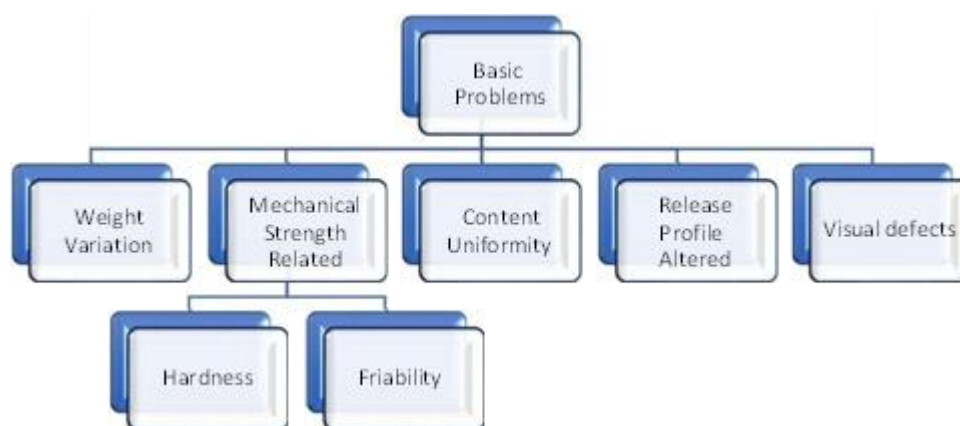 Basic
Problems
Weight
Variation
Mechanical
Strength
Related
Content
Uniformity
Release
Profile
Altered
Visual defects
Hardness
Friability